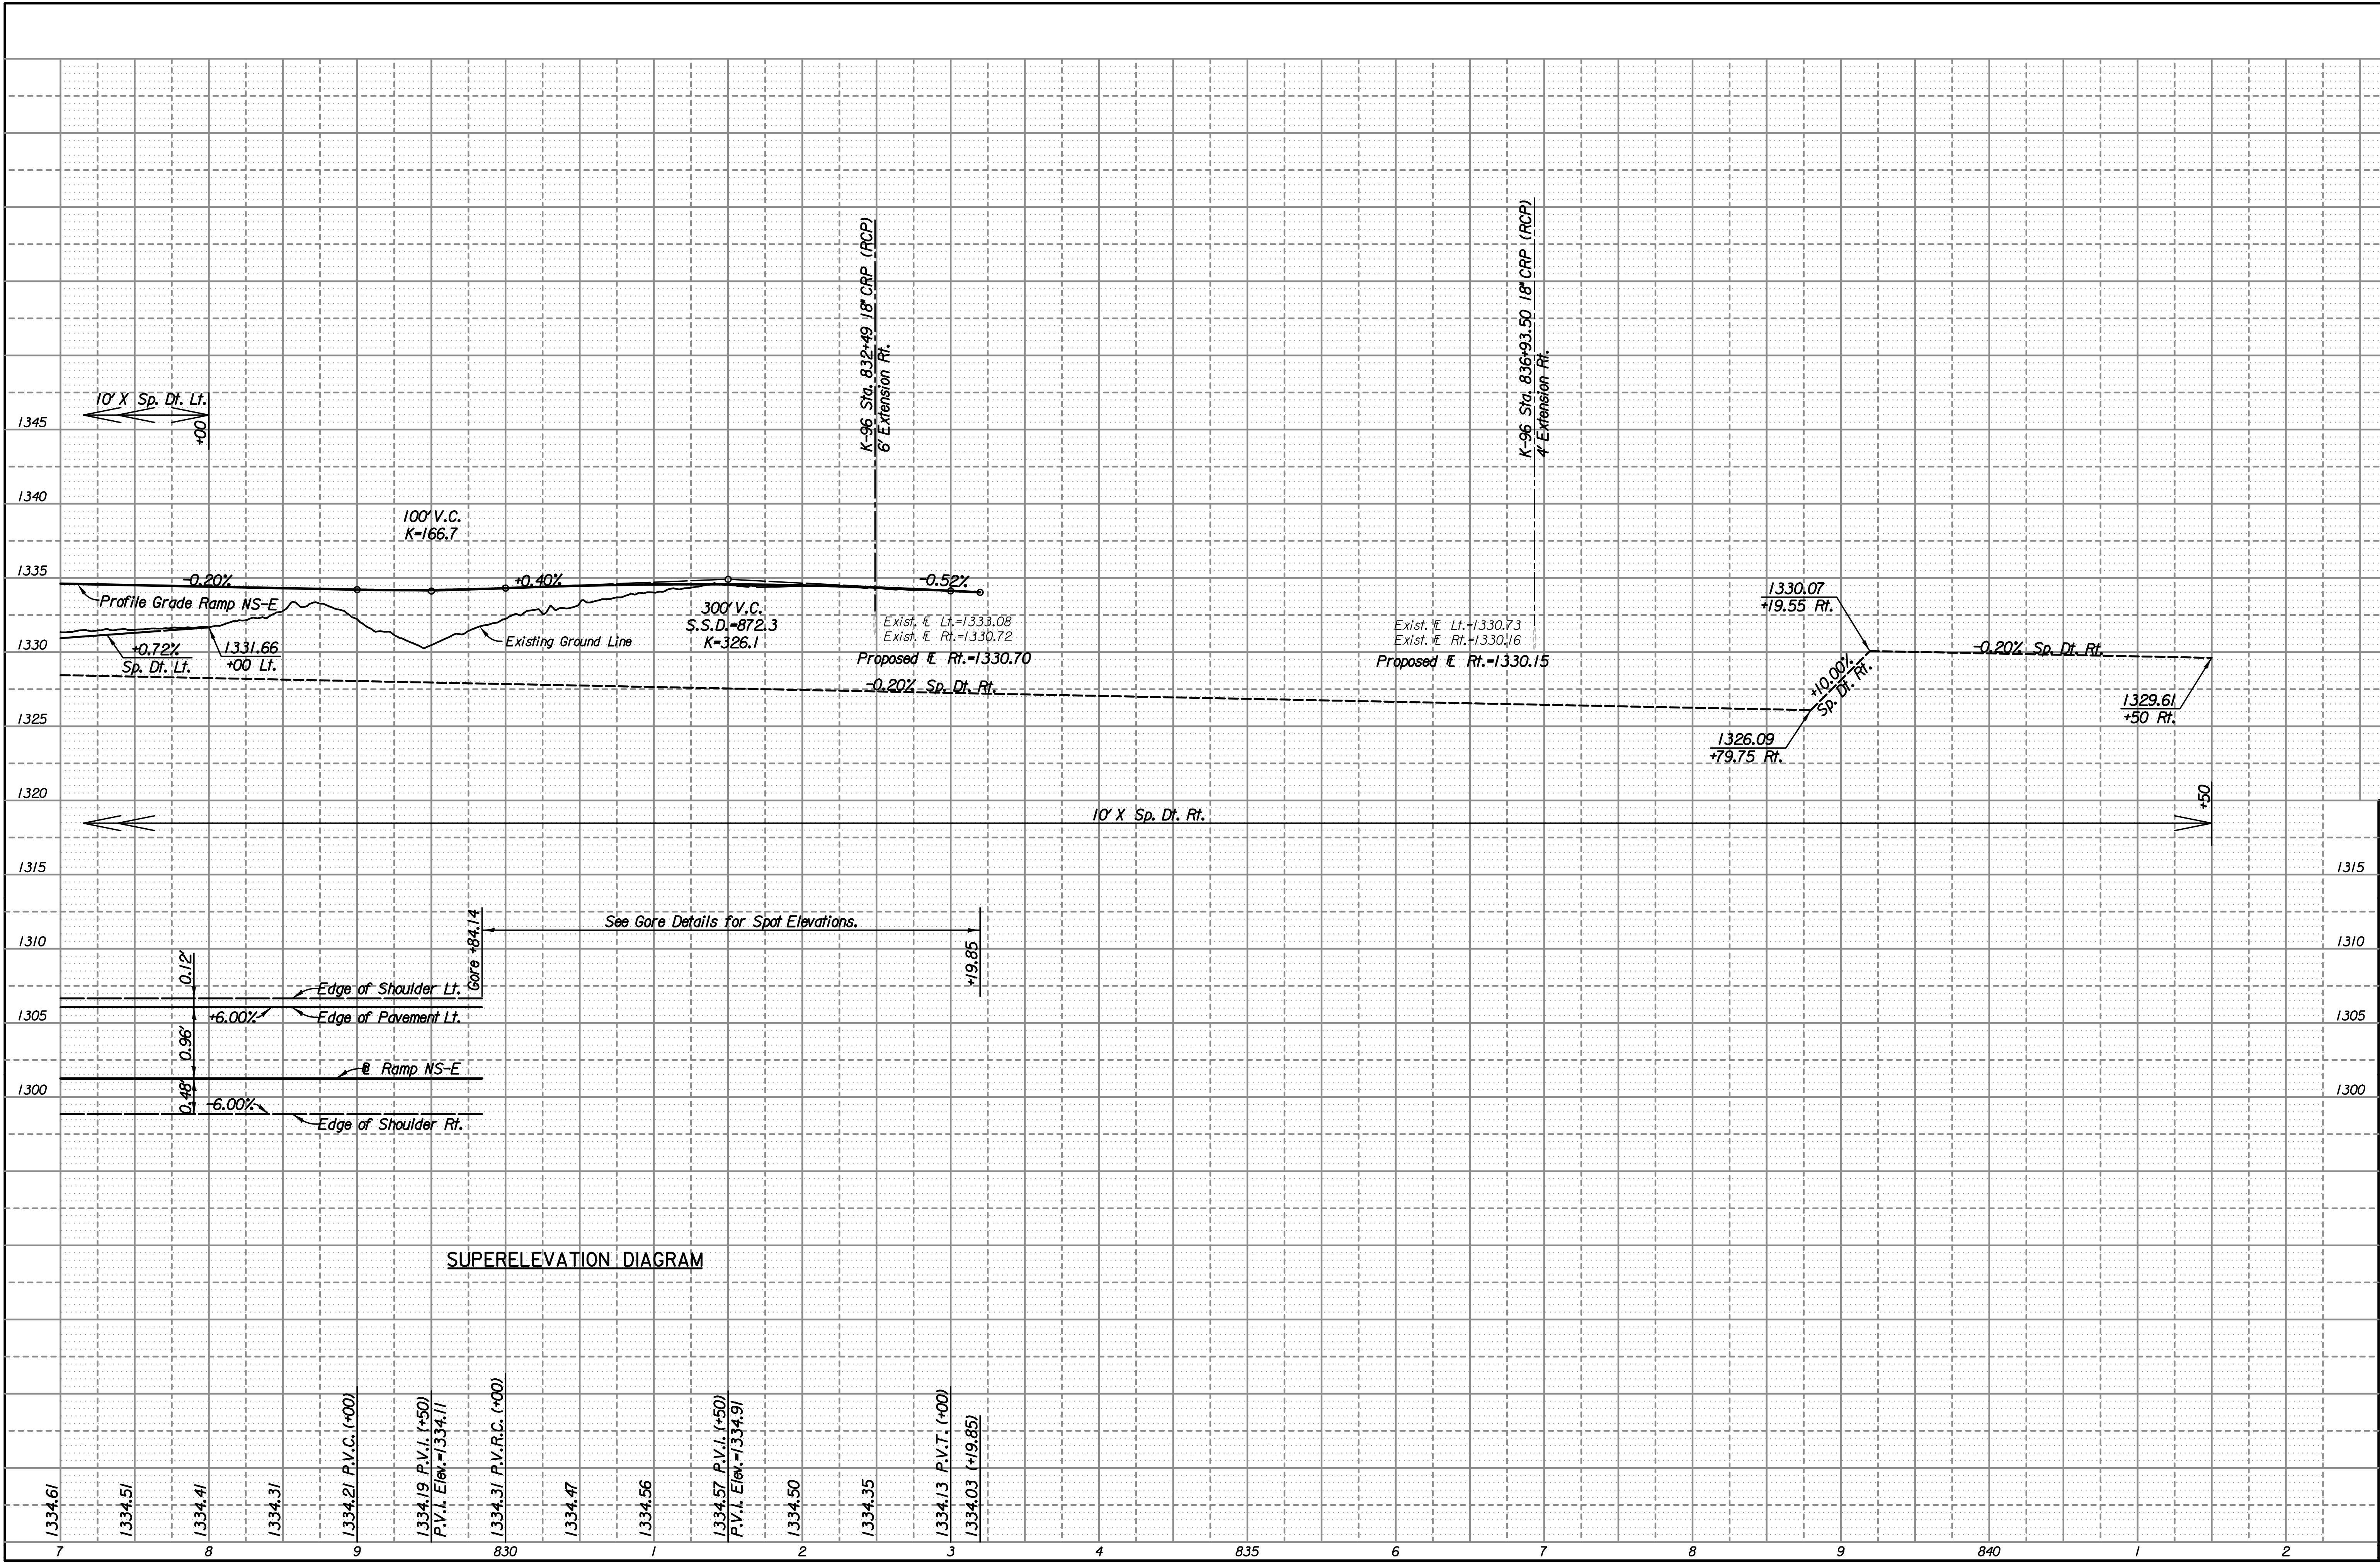 K-96 Sta. 832+49 18" CRP (RCP)
6' Extension Rt.
K-96 Sta. 836+93.50 18" CRP (RCP)
4' Extension Rt.
10' X Sp. Dt. Lt.
+00
1345
1340
1335
1330
1325
1320
1315
1310
1305
1300
1315
1310
1305
1300
100' V.C.
K=166.7
-0.20%
+0.40%
-0.52%
Profile Grade Ramp NS-E
+0.72%
Sp. Dt. Lt.
1331.66
+00 Lt.
Existing Ground Line
300' V.C.
S.S.D.=872.3
K=326.1
Exist. ℄ Lt.=1333.08
Exist. ℄ Rt.=1330.72
Proposed ℄ Rt.=1330.70
Exist. ℄ Lt.=1330.73
Exist. ℄ Rt.=1330.16
Proposed ℄ Rt.=1330.15
1330.07
+19.55 Rt.
-0.20% Sp. Dt. Rt.
-0.20% Sp. Dt. Rt.
+10.00%
Sp. Dt. Rt.
1326.09
+79.75 Rt.
1329.61
+50 Rt.
+50
10' X Sp. Dt. Rt.
Gore +84.14
See Gore Details for Spot Elevations.
+19.85
0.12'
Edge of Shoulder Lt.
+6.00%
Edge of Pavement Lt.
0.96'
Ramp NS-E
0.48'
-6.00%
Edge of Shoulder Rt.
SUPERELEVATION DIAGRAM
1334.61
1334.51
1334.41
1334.31
1334.21 P.V.C. (+00)
1334.19 P.V.I. (+50)
P.V.I. Elev.=1334.11
1334.31 P.V.R.C. (+00)
1334.47
1334.56
1334.57 P.V.I. (+50)
P.V.I. Elev.=1334.91
1334.50
1334.35
1334.13 P.V.T. (+00)
1334.03 (+19.85)
7 8 9 830 1 2 3 4 835 6 7 8 9 840 1 2